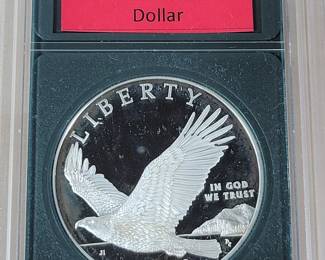 Dollar
LIBERTY
IN GOD
WE TRUST